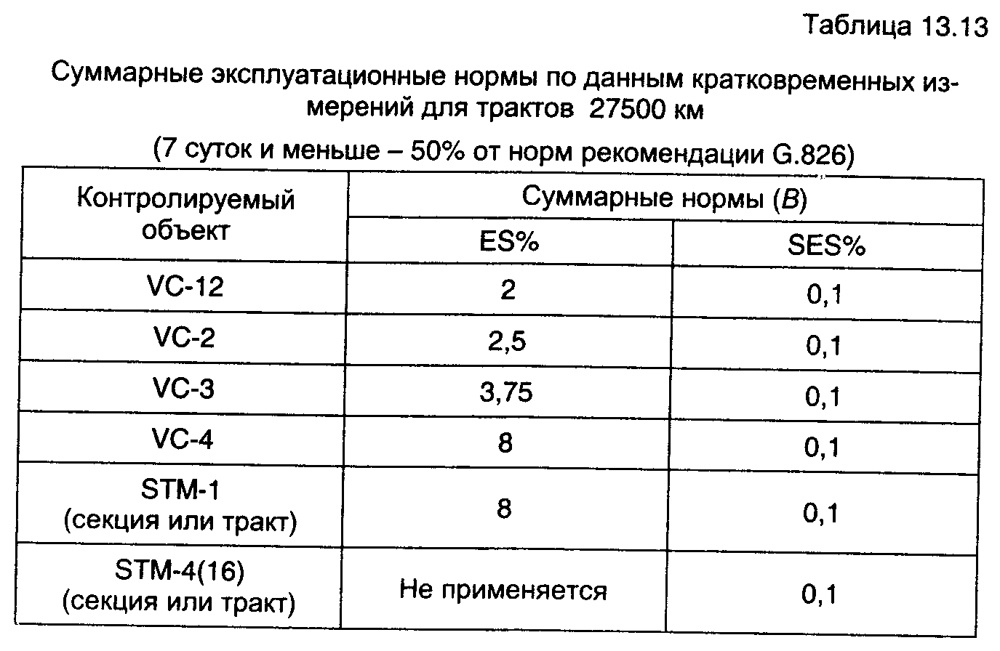 Таблица 13.13
Суммарные эксплуатационные нормы по данным кратковременных из-
мерений для трактов 27500 км
(7 суток и меньше – 50% от норм рекомендации G.826)
Контролируемый
объект
Суммарные нормы (B)
ES%
SES%
VC-12
2
0,1
VC-2
2,5
0,1
VC-3
3,75
0,1
VC-4
8
0,1
STM-1
(секция или тракт)
8
0,1
STM-4(16)
(секция или тракт)
Не применяется
0,1